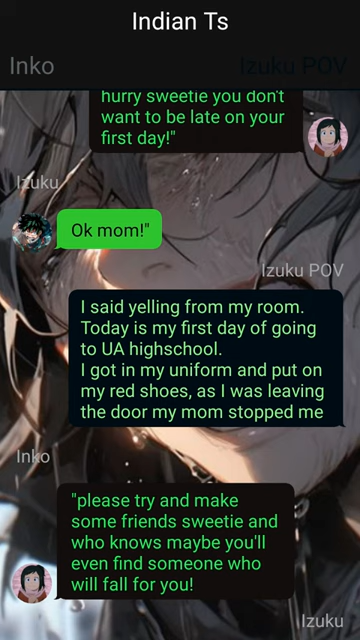 Indian Ts
Inko
Izuku POV
hurry sweetie you don't
want to be late on your
first day!"
Izuku
Ok mom!"
Izuku POV
I said yelling from my room.
Today is my first day of going
to UA highschool.
I got in my uniform and put on
my red shoes, as I was leaving
the door my mom stopped me
Inko
"please try and make
some friends sweetie and
who knows maybe you'll
even find someone who
will fall for you!
Izuku